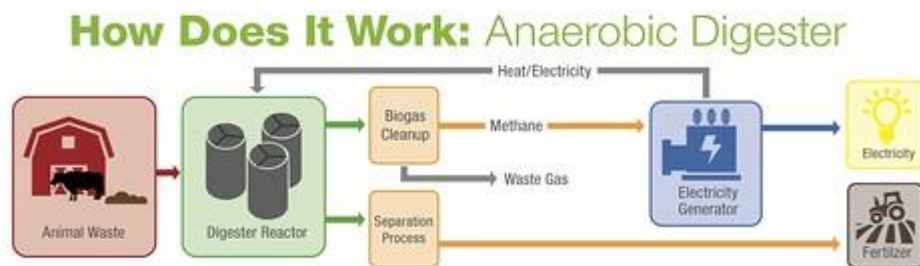 How Does It Work: Anaerobic Digester
Heat/Electricity
Biogas
Cleanup
Methane
Electricity
Waste Gas
Animal Waste
Digester Reactor
Separation
Process
Electricity
Generator
Fertilzer